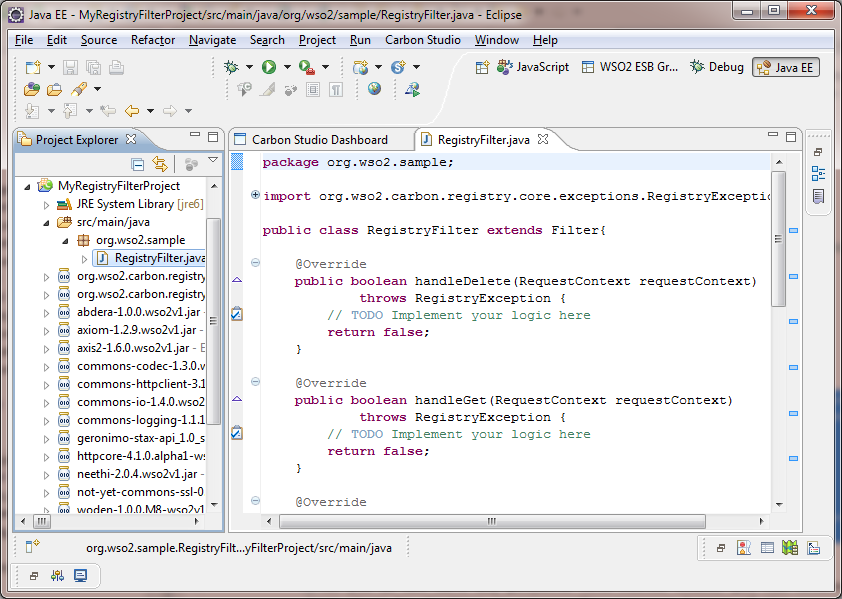 Java EE - MyRegistryFilterProject/src/main/java/org/wso2/sample/RegistryFilter.java - Eclipse
File Edit Source Refactor Navigate Search Project Run Carbon Studio Window Help
JavaScript WSO2 ESB Gr... Debug Java EE
Project Explorer
Carbon Studio Dashboard RegistryFilter.java
MyRegistryFilterProject
JRE System Library [jre6]
src/main/java
org.wso2.sample
RegistryFilter.java
org.wso2.carbon.registry
org.wso2.carbon.registry
abdera-1.0.0.wso2v1.jar -
axiom-1.2.9.wso2v1.jar -
axis2-1.6.0.wso2v1.jar - E
commons-codec-1.3.0.v
commons-httpclient-3.1
commons-io-1.4.0.wso2
commons-logging-1.1.1
geronimo-stax-api_1.0_s
httpcore-4.1.0.alpha1-ws
neethi-2.0.4.wso2v1.jar -
not-yet-commons-ssl-0
woden-1.0.0.M8-wso2v1
package org.wso2.sample;
import org.wso2.carbon.registry.core.exceptions.RegistryExceptio
public class RegistryFilter extends Filter{
@Override
public boolean handleDelete(RequestContext requestContext)
throws RegistryException {
// TODO Implement your logic here
return false;
}
@Override
public boolean handleGet(RequestContext requestContext)
throws RegistryException {
// TODO Implement your logic here
return false;
}
@Override
org.wso2.sample.RegistryFilt...yFilterProject/src/main/java